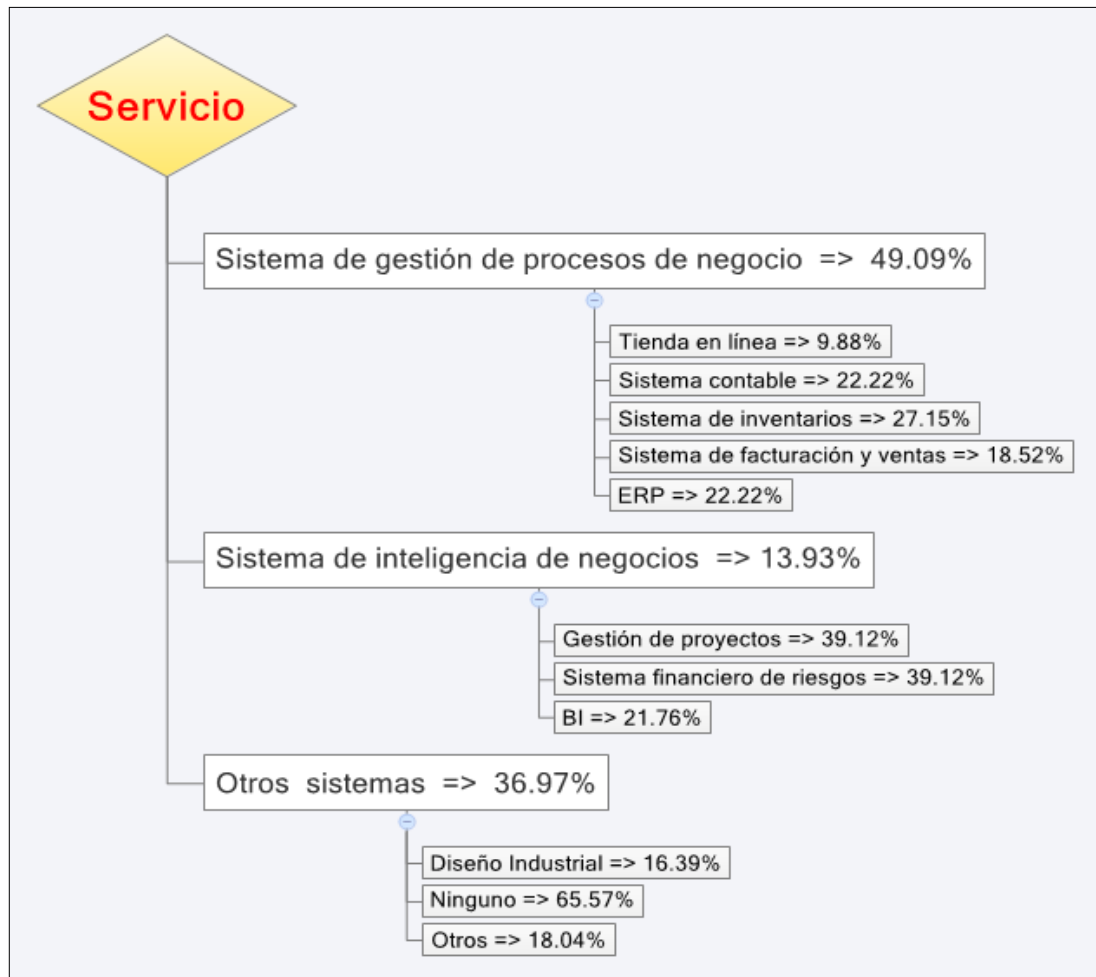 Servicio
Sistema de gestión de procesos de negocio => 49.09%
Tienda en línea => 9.88%
Sistema contable => 22.22%
Sistema de inventarios => 27.15%
Sistema de facturación y ventas => 18.52%
ERP => 22.22%
Sistema de inteligencia de negocios => 13.93%
Gestión de proyectos => 39.12%
Sistema financiero de riesgos => 39.12%
BI => 21.76%
Otros sistemas => 36.97%
Diseño Industrial => 16.39%
Ninguno => 65.57%
Otros => 18.04%